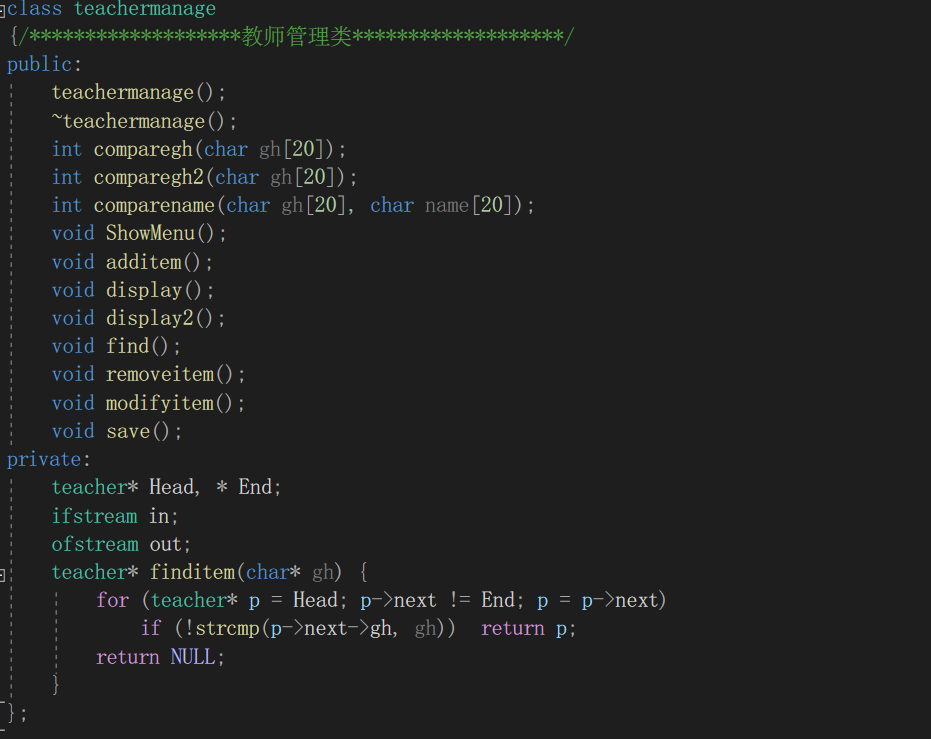 class teachermanage
{/*******************教师管理类*******************/
public:
    teachermanage();
    ~teachermanage();
    int comparegh(char gh[20]);
    int comparegh2(char gh[20]);
    int comparename(char gh[20], char name[20]);
    void ShowMenu();
    void additem();
    void display();
    void display2();
    void find();
    void removeitem();
    void modifyitem();
    void save();
private:
    teacher* Head, * End;
    ifstream in;
    ofstream out;
    teacher* finditem(char* gh) {
        for (teacher* p = Head; p->next != End; p = p->next)
            if (!strcmp(p->next->gh, gh))  return p;
        return NULL;
    }
};